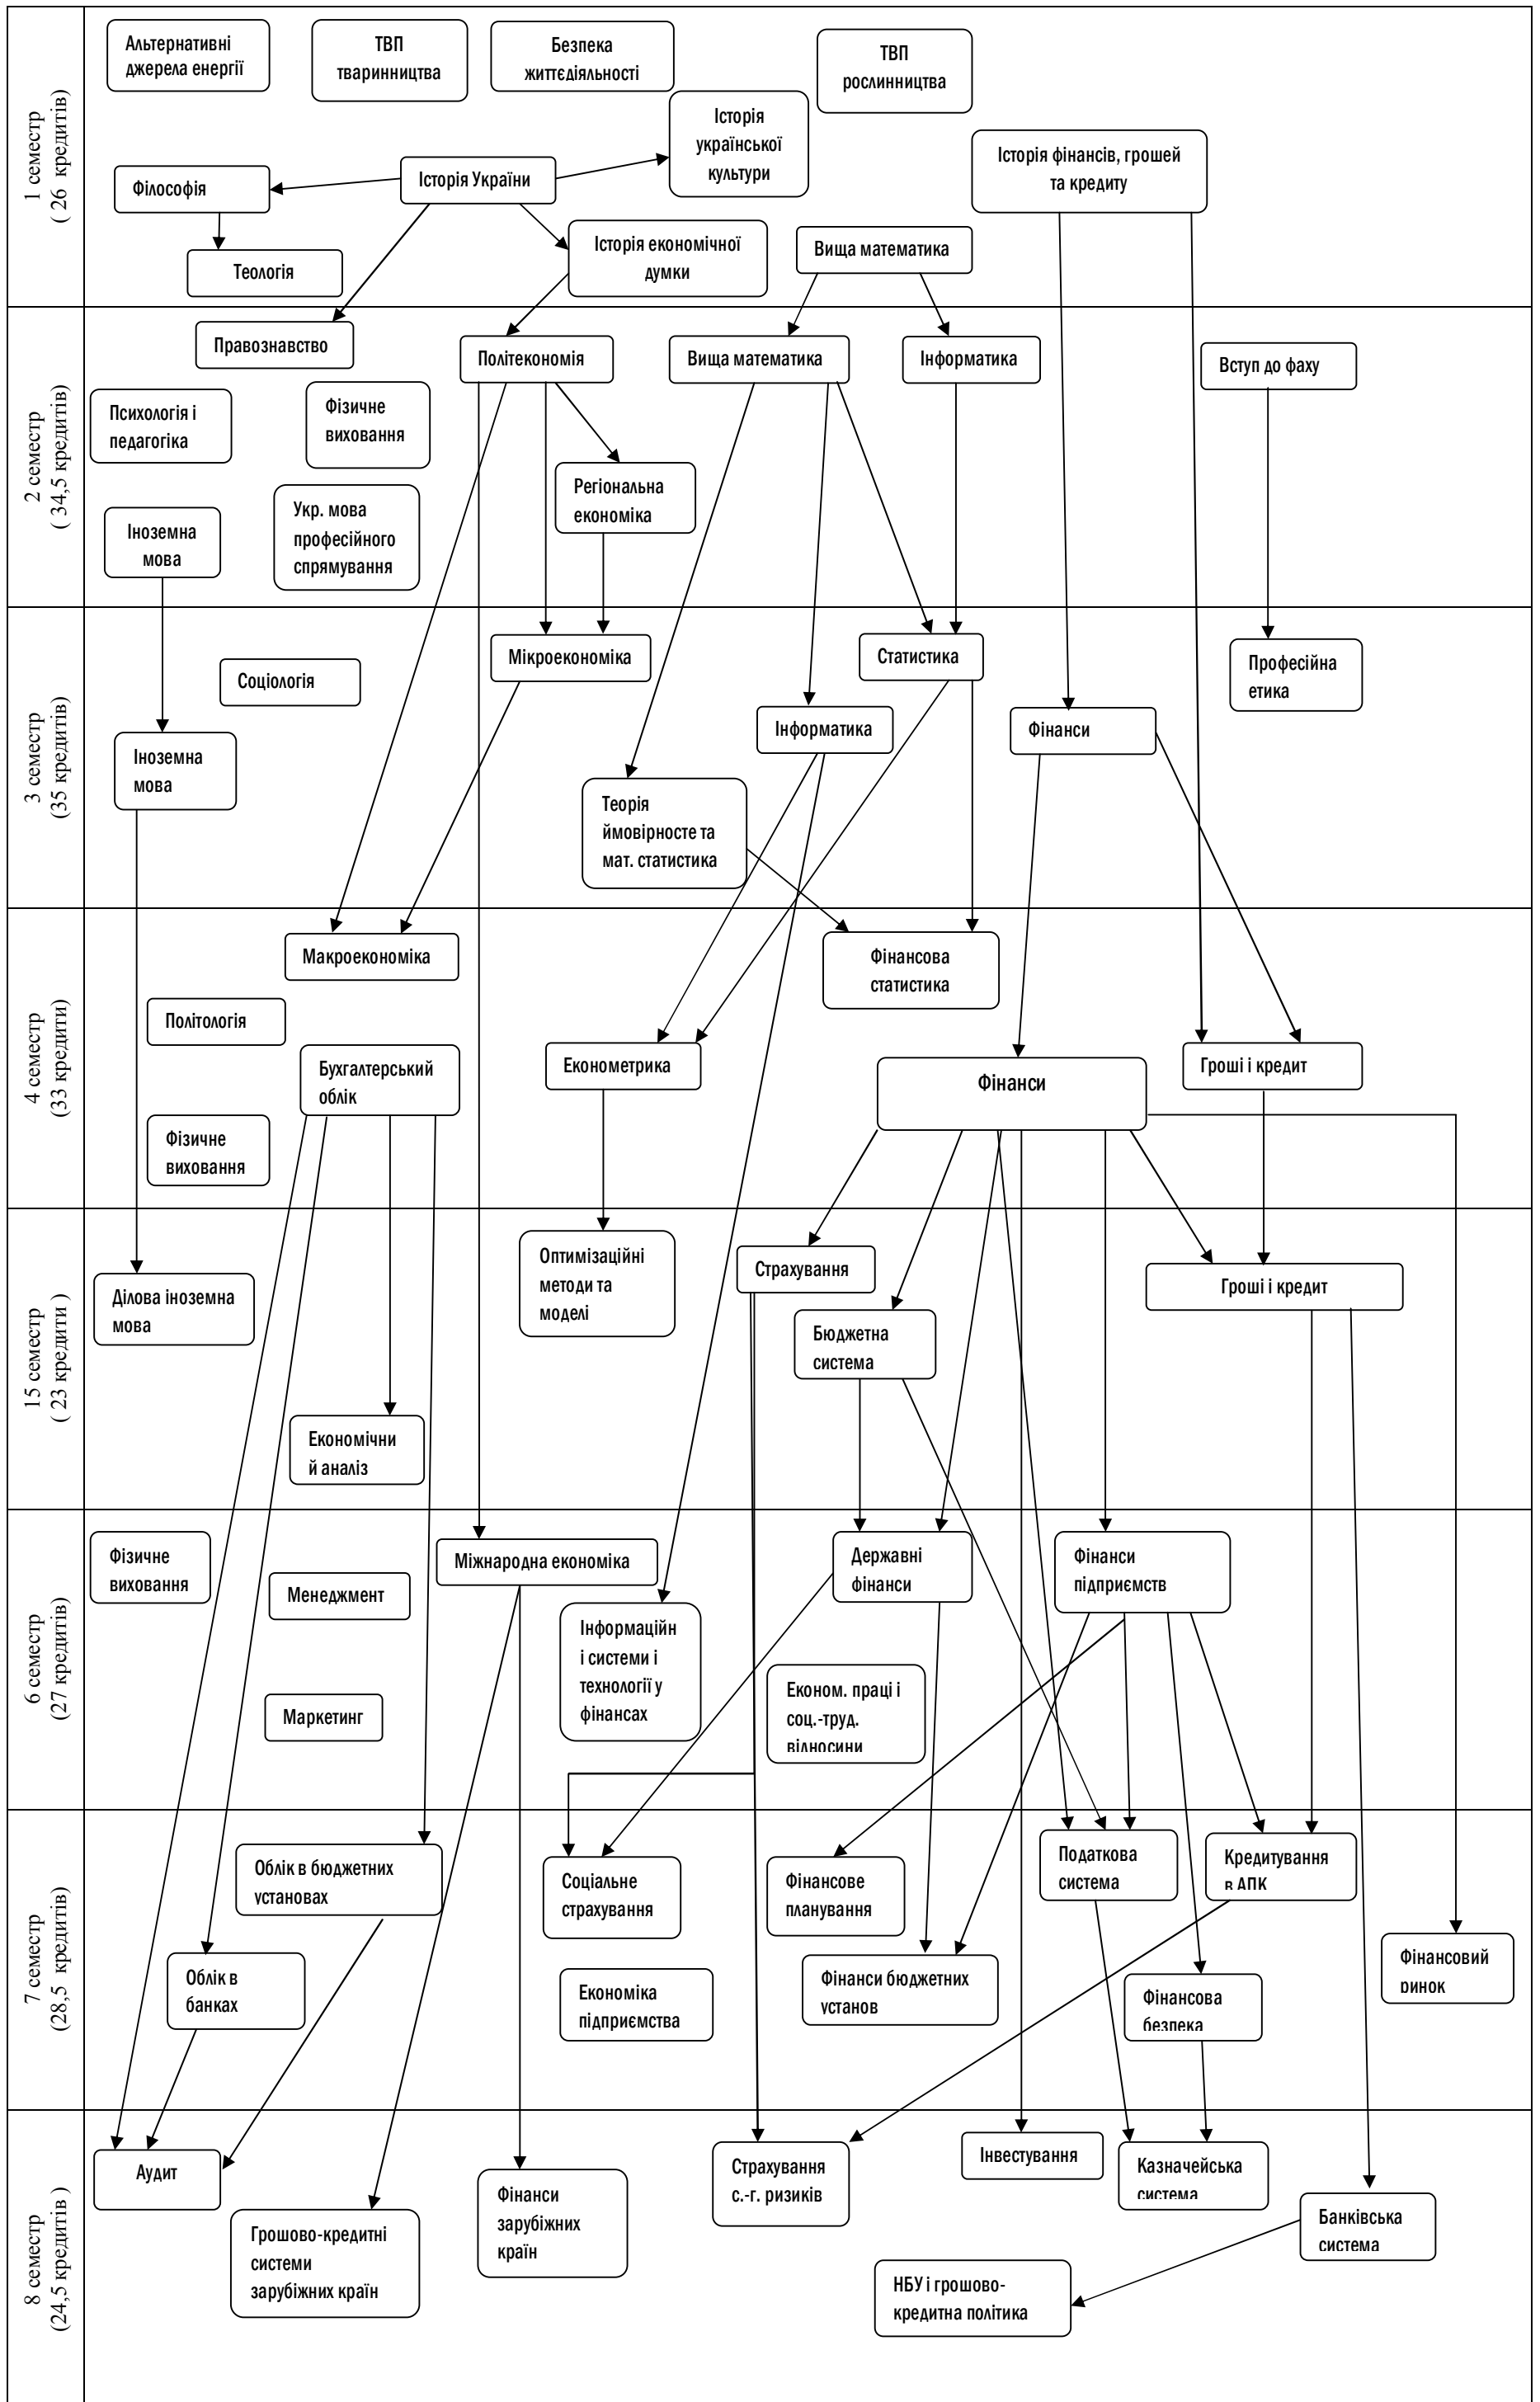 1 семестр
( 26 кредитів)
Альтернативні
джерела енергії
ТВП
тваринництва
Безпека
життєдіяльності
ТВП
рослинництва
Історія
української
культури
Історія фінансів, грошей
та кредиту
Філософія
Історія України
Теологія
Історія економічної
думки
Вища математика
2 семестр
( 34,5 кредитів)
Правознавство
Політекономія
Вища математика
Інформатика
Вступ до фаху
Психологія і
педагогіка
Фізичне
виховання
Регіональна
економіка
Іноземна
мова
Укр. мова
професійного
спрямування
3 семестр
(35 кредитів)
Мікроекономіка
Статистика
Професійна
етика
Соціологія
Інформатика
Фінанси
Іноземна
мова
Теорія
ймовірносте та
мат. статистика
4 семестр
(33 кредити)
Макроекономіка
Фінансова
статистика
Політологія
Бухгалтерський
облік
Економетрика
Фінанси
Гроші і кредит
Фізичне
виховання
15 семестр
( 23 кредити )
Оптимізаційні
методи та
моделі
Страхування
Гроші і кредит
Ділова іноземна
мова
Бюджетна
система
Економічни
й аналіз
6 семестр
(27 кредитів)
Фізичне
виховання
Міжнародна економіка
Державні
фінанси
Фінанси
підприємств
Менеджмент
Інформаційн
і системи і
технології у
фінансах
Економ. праці і
соц.-труд.
відносини
Маркетинг
7 семестр
(28,5 кредитів)
Облік в бюджетних
установах
Соціальне
страхування
Фінансове
планування
Податкова
система
Кредитування
в АПК
Облік в
банках
Економіка
підприємства
Фінанси бюджетних
установ
Фінансова
безпека
Фінансовий
ринок
8 семестр
(24,5 кредитів )
Аудит
Страхування
с.-г. ризиків
Інвестування
Казначейська
система
Фінанси
зарубіжних
країн
Грошово-кредитні
системи
зарубіжних країн
Банківська
система
НБУ і грошово-
кредитна політика